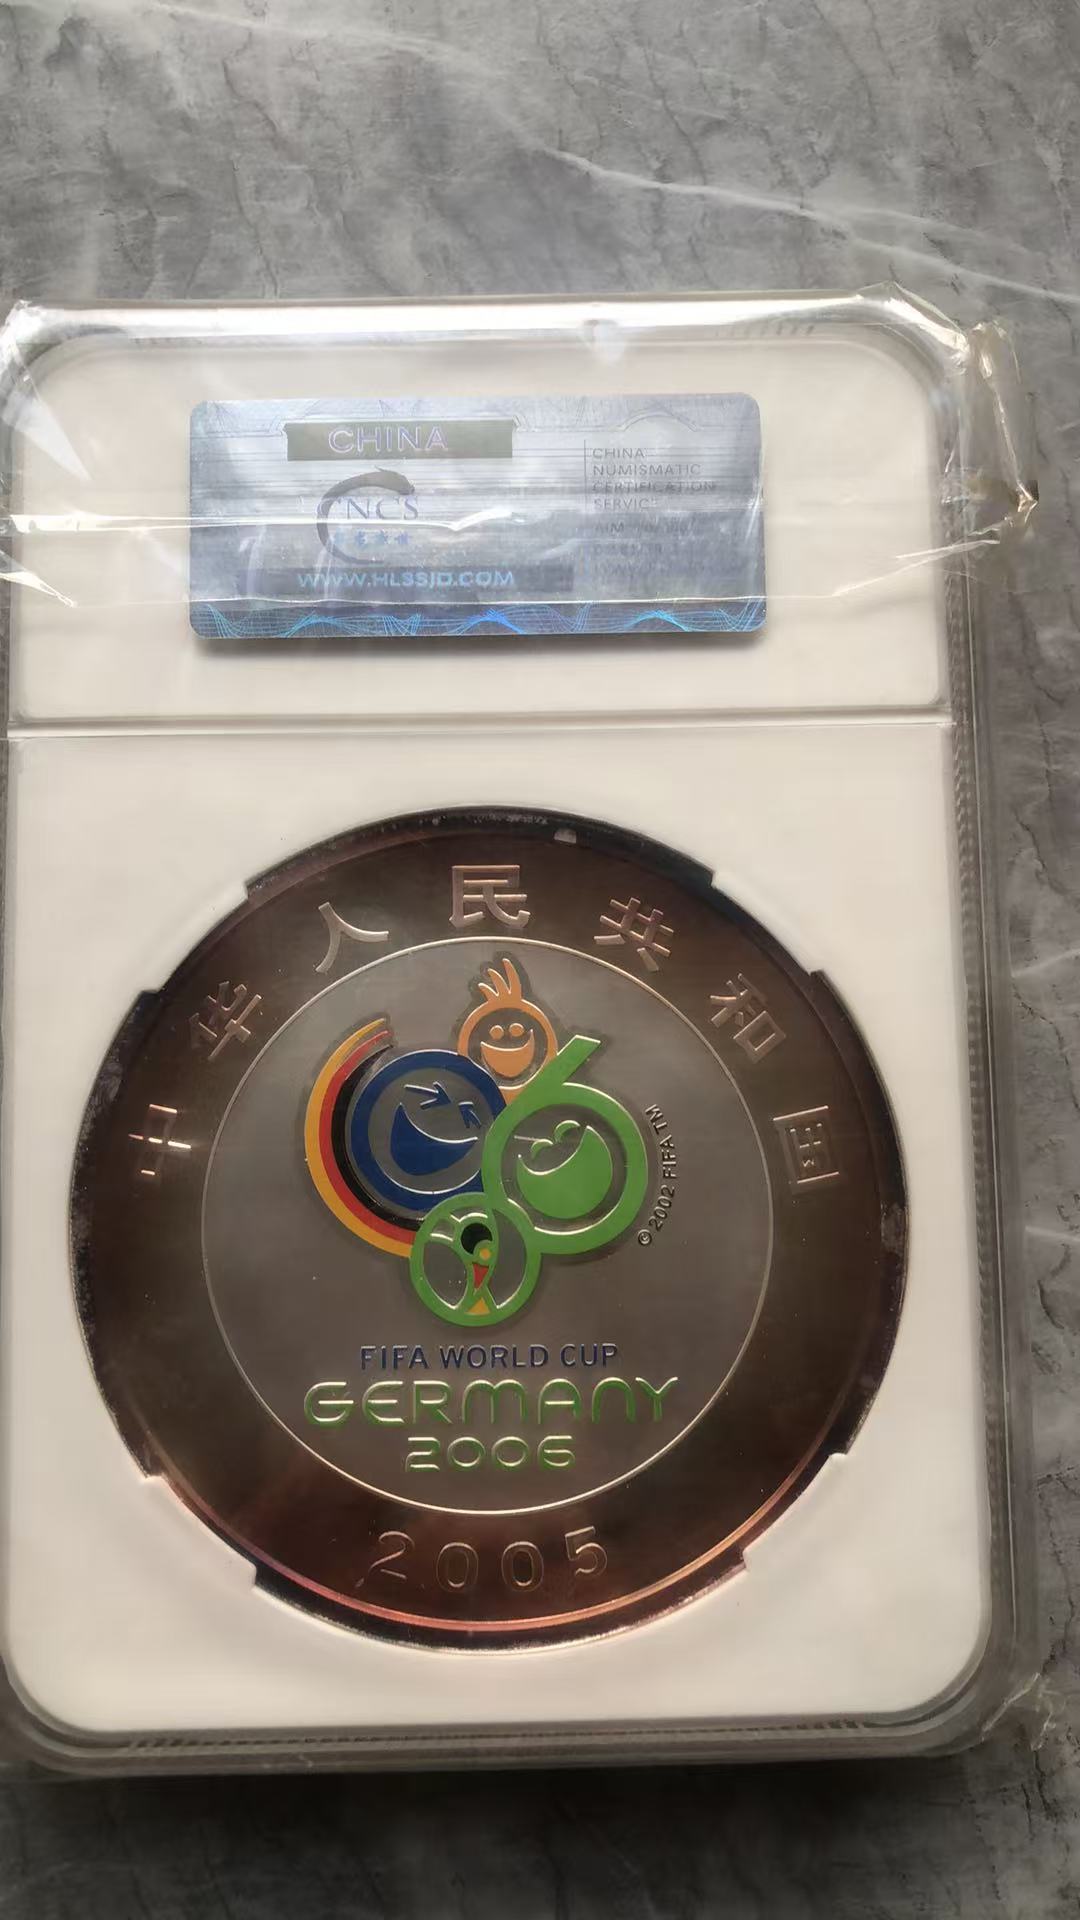 CHINA
CHINA
NUMISMATIC
CERTIFICATION
SERVICE
CNCS
WWW.HLSSJD.COM
中华人民共和国
©2002 FIFA TM
FIFA WORLD CUP
GERMANY
2006
2005